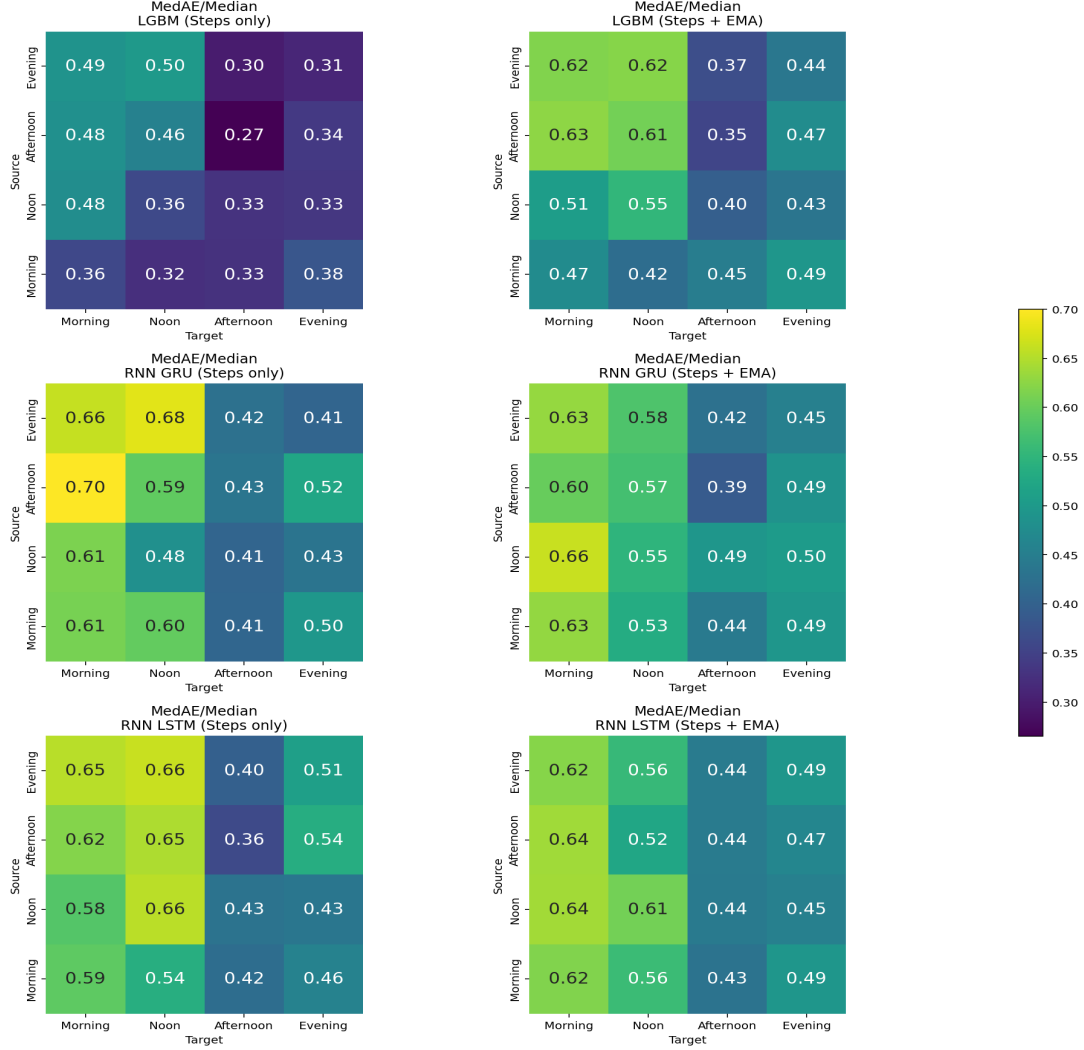 MedAE/Median
LGBM (Steps only)
Source
Evening
0.49 0.50 0.30 0.31
Afternoon
0.48 0.46 0.27 0.34
Noon
0.48 0.36 0.33 0.33
Morning
0.36 0.32 0.33 0.38
Morning Noon Afternoon Evening
Target
MedAE/Median
LGBM (Steps + EMA)
Source
Evening
0.62 0.62 0.37 0.44
Afternoon
0.63 0.61 0.35 0.47
Noon
0.51 0.55 0.40 0.43
Morning
0.47 0.42 0.45 0.49
Morning Noon Afternoon Evening
Target
MedAE/Median
RNN GRU (Steps only)
Source
Evening
0.66 0.68 0.42 0.41
Afternoon
0.70 0.59 0.43 0.52
Noon
0.61 0.48 0.41 0.43
Morning
0.61 0.60 0.41 0.50
Morning Noon Afternoon Evening
Target
MedAE/Median
RNN GRU (Steps + EMA)
Source
Evening
0.63 0.58 0.42 0.45
Afternoon
0.60 0.57 0.39 0.49
Noon
0.66 0.55 0.49 0.50
Morning
0.63 0.53 0.44 0.49
Morning Noon Afternoon Evening
Target
MedAE/Median
RNN LSTM (Steps only)
Source
Evening
0.65 0.66 0.40 0.51
Afternoon
0.62 0.65 0.36 0.54
Noon
0.58 0.66 0.43 0.43
Morning
0.59 0.54 0.42 0.46
Morning Noon Afternoon Evening
Target
MedAE/Median
RNN LSTM (Steps + EMA)
Source
Evening
0.62 0.56 0.44 0.49
Afternoon
0.64 0.52 0.44 0.47
Noon
0.64 0.61 0.44 0.45
Morning
0.62 0.56 0.43 0.49
Morning Noon Afternoon Evening
Target
0.70
0.65
0.60
0.55
0.50
0.45
0.40
0.35
0.30